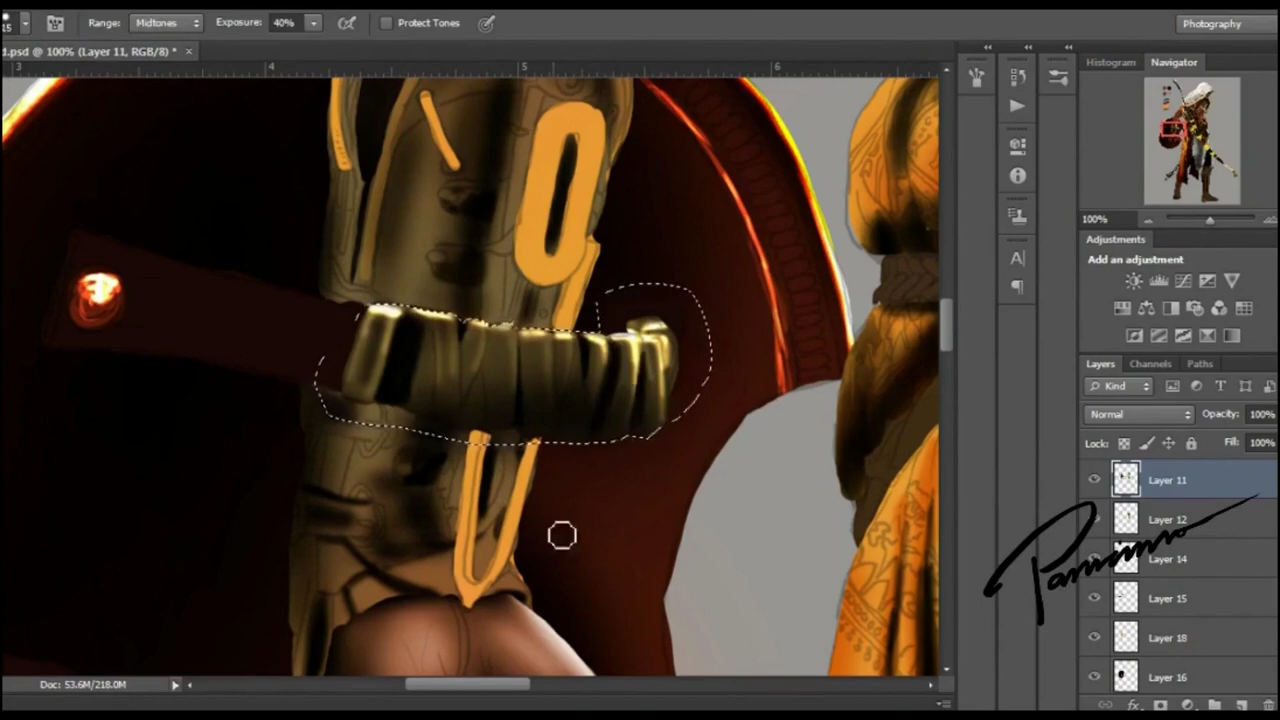 15 Range: Midtones Exposure: 40% Protect Tones Photography
d.psd @ 100% (Layer 11, RGB/8) * ×
3 4 5 6
Histogram Navigator
100%
Adjustments
Add an adjustment
Layers Channels Paths
Kind
Normal Opacity: 100%
Lock: Fill: 100%
Layer 11
Layer 12
Layer 14
Layer 15
Layer 18
Layer 16
fx
Doc: 53.6M/218.0M